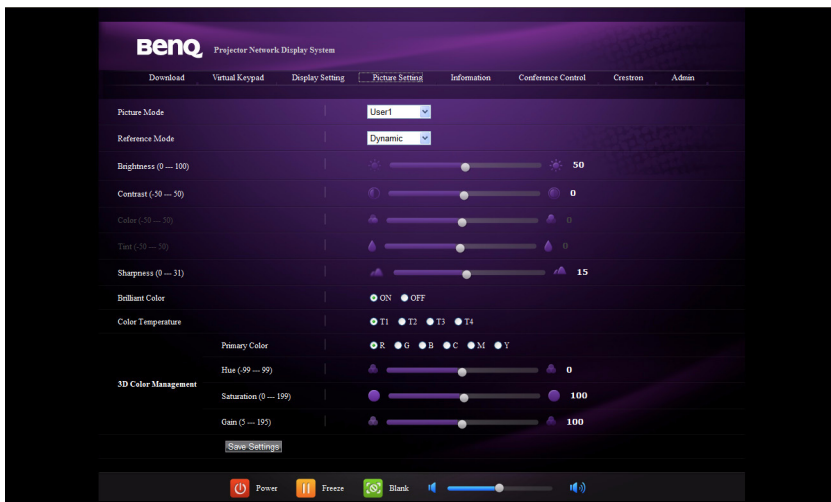 BenQ Projector Network Display System
Download Virtual Keypad Display Setting Picture Setting Information Conference Control Crestron Admin
Picture Mode User1
Reference Mode Dynamic
Brightness (0 --- 100) 50
Contrast (-50 --- 50) 0
Color (-50 --- 50) 0
Tint (-50 --- 50) 0
Sharpness (0 --- 31) 15
Brilliant Color ON OFF
Color Temperature T1 T2 T3 T4
Primary Color R G B C M Y
Hue (-99 --- 99) 0
3D Color Management
Saturation (0 --- 199) 100
Gain (5 --- 195) 100
Save Settings
Power Freeze Blank